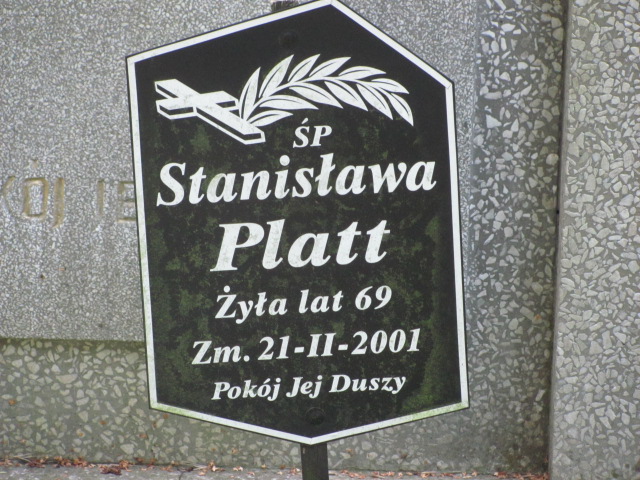 ŚP
Stanisława
Platt
Żyła lat 69
Zm. 21-II-2001
Pokój Jej Duszy